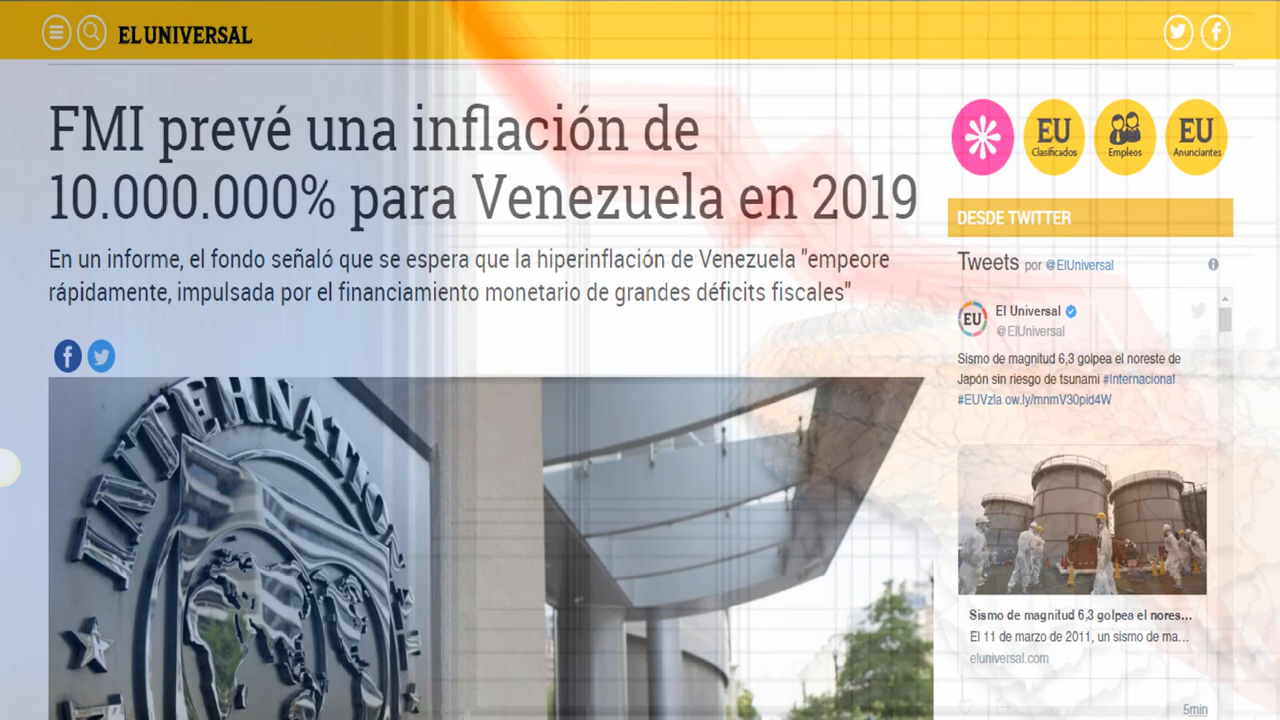 EL UNIVERSAL
FMI prevé una inflación de
10.000.000% para Venezuela en 2019
En un informe, el fondo señaló que se espera que la hiperinflación de Venezuela "empeore
rápidamente, impulsada por el financiamiento monetario de grandes déficits fiscales"
INTERNATIONAL
EU
Clasificados
Empleos
EU
Anunciantes
DESDE TWITTER
Tweets por @ElUniversal
EU
El Universal
@ElUniversal
Sismo de magnitud 6,3 golpea el noreste de
Japón sin riesgo de tsunami #Internacional
#EUVzla ow.ly/mnmV30pid4W
Sismo de magnitud 6,3 golpea el nores...
El 11 de marzo de 2011, un sismo de ma...
eluniversal.com
5min